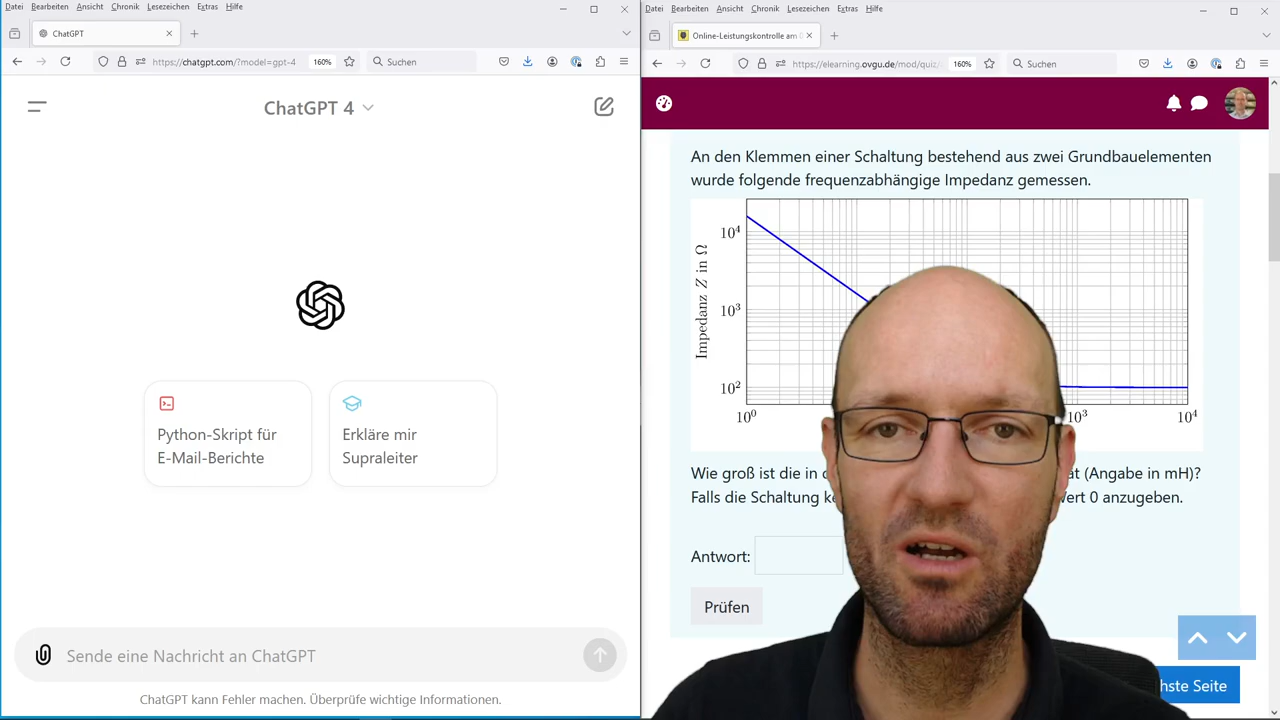 Datei Bearbeiten Ansicht Chronik Lesezeichen Extras Hilfe
ChatGPT
https://chatgpt.com/?model=gpt-4
160%
Suchen
ChatGPT 4
Python-Skript für
E-Mail-Berichte
Erkläre mir
Supraleiter
Sende eine Nachricht an ChatGPT
ChatGPT kann Fehler machen. Überprüfe wichtige Informationen.
Datei Bearbeiten Ansicht Chronik Lesezeichen Extras Hilfe
Online-Leistungskontrolle am
https://elearning.ovgu.de/mod/quiz
160%
Suchen
An den Klemmen einer Schaltung bestehend aus zwei Grundbauelementen
wurde folgende frequenzabhängige Impedanz gemessen.
Impedanz Z in Ω
10⁴
10³
10²
10⁰ 10³ 10⁴
Wie groß ist die in (Angabe in mH)?
Falls die Schaltung 0 anzugeben.
Antwort:
Prüfen
Seite